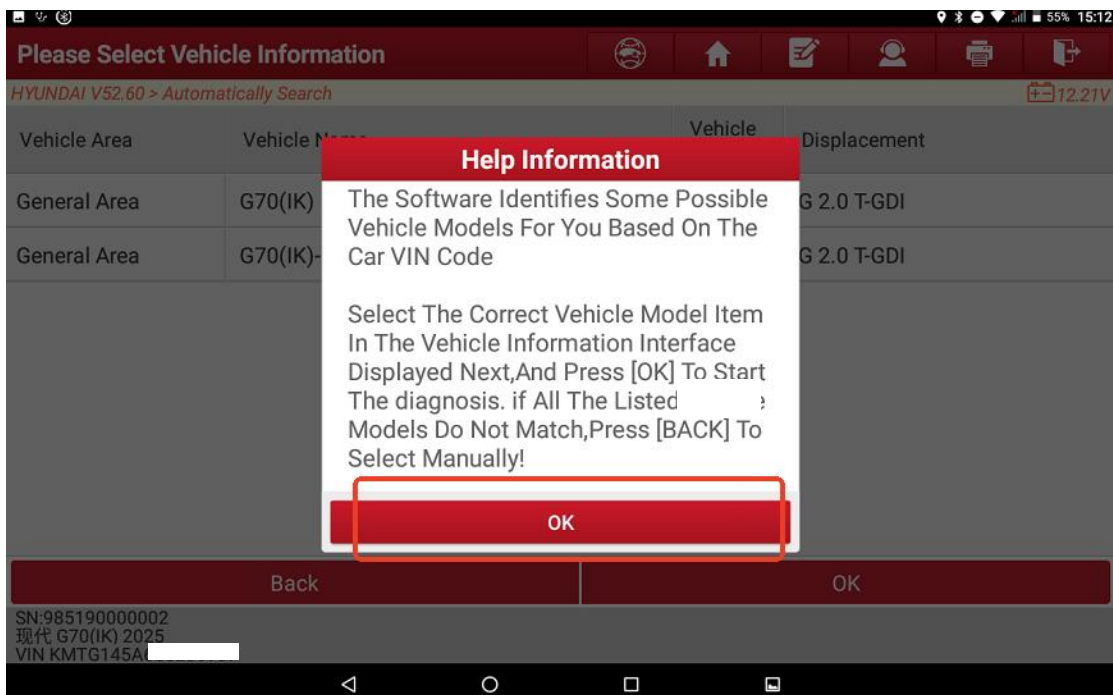 55% 15:12
Please Select Vehicle Information
HYUNDAI V52.60 > Automatically Search
12.21V
Vehicle Area Vehicle Vehicle Displacement
General Area G70(IK) G 2.0 T-GDI
General Area G70(IK)- G 2.0 T-GDI
Help Information
The Software Identifies Some Possible
Vehicle Models For You Based On The
Car VIN Code
Select The Correct Vehicle Model Item
In The Vehicle Information Interface
Displayed Next,And Press [OK] To Start
The diagnosis. if All The Listed
Models Do Not Match,Press [BACK] To
Select Manually!
OK
Back OK
SN:985190000002
现代 G70(IK) 2025
VIN KMTG145A